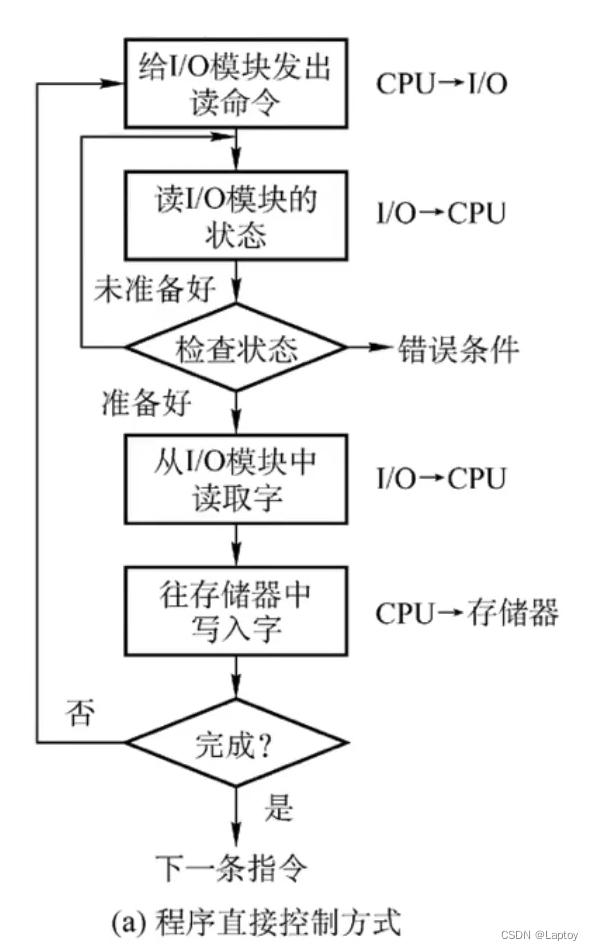 给I/O模块发出
读命令
CPU→I/O
读I/O模块的
状态
I/O→CPU
未准备好
检查状态
错误条件
准备好
从I/O模块中
读取字
I/O→CPU
往存储器中
写入字
CPU→存储器
否
完成？
是
下一条指令
(a) 程序直接控制方式
CSDN @Laptoy